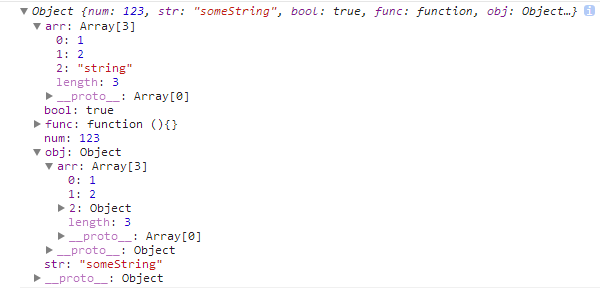 Object {num: 123, str: "someString", bool: true, func: function, obj: Object…}
arr: Array[3]
0: 1
1: 2
2: "string"
length: 3
__proto__: Array[0]
bool: true
func: function (){}
num: 123
obj: Object
arr: Array[3]
0: 1
1: 2
2: Object
length: 3
__proto__: Array[0]
__proto__: Object
str: "someString"
__proto__: Object